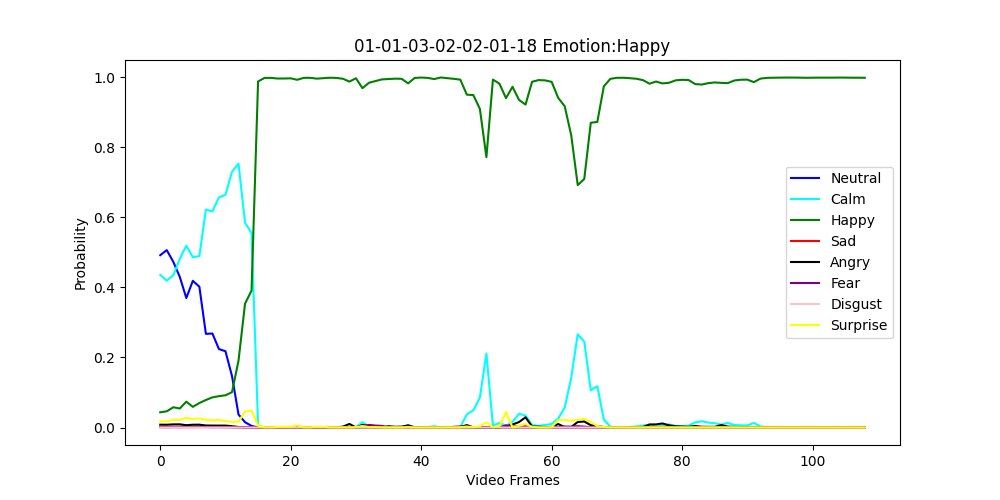 01-01-03-02-02-01-18 Emotion:Happy
Probability
1.0
0.8
0.6
0.4
0.2
0.0
0
20
40
60
80
100
Video Frames
Neutral
Calm
Happy
Sad
Angry
Fear
Disgust
Surprise